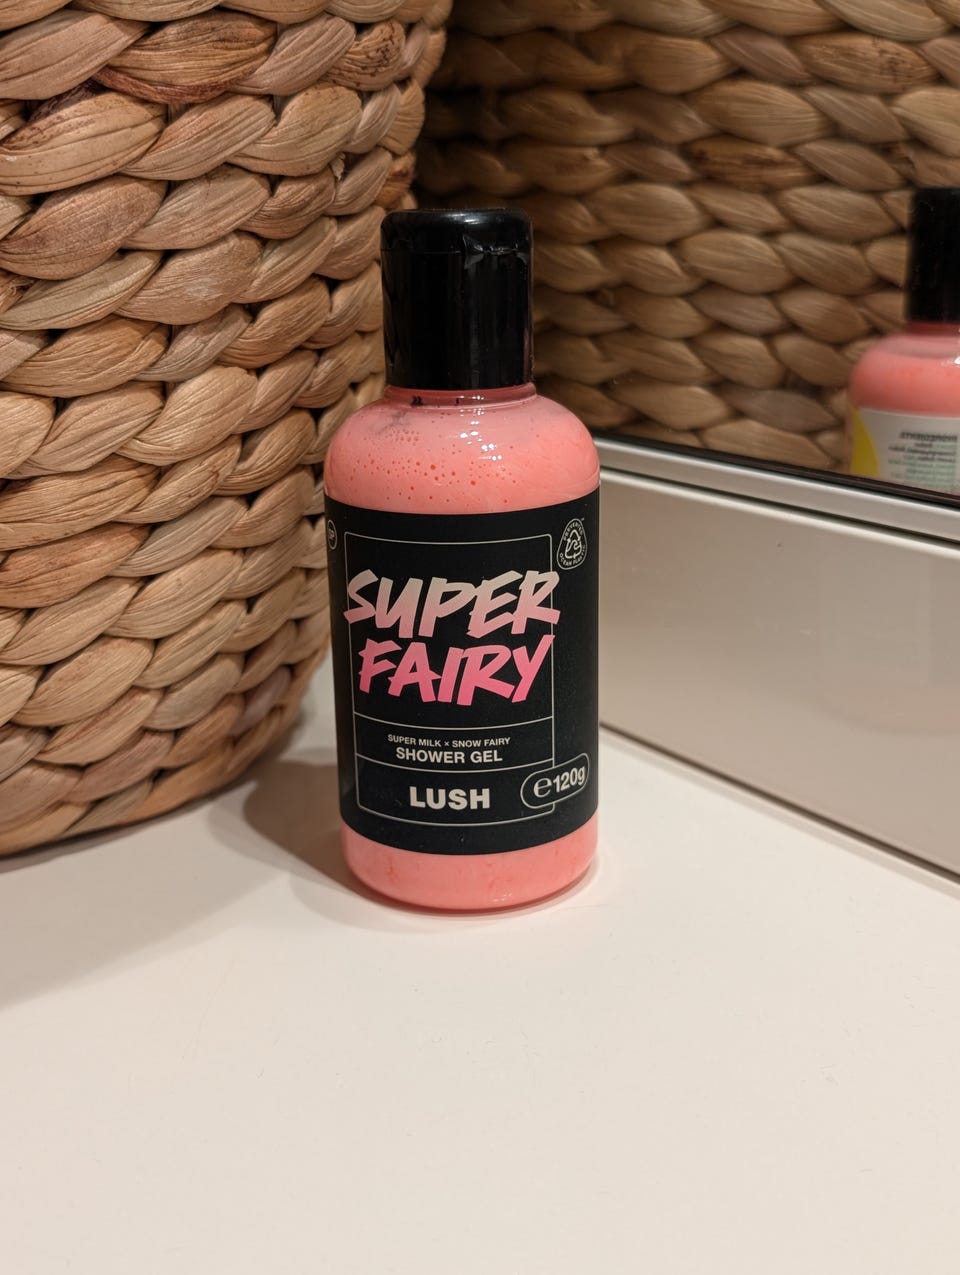 SUPER
FAIRY
SUPER MILK × SNOW FAIRY
SHOWER GEL
LUSH
℮120g